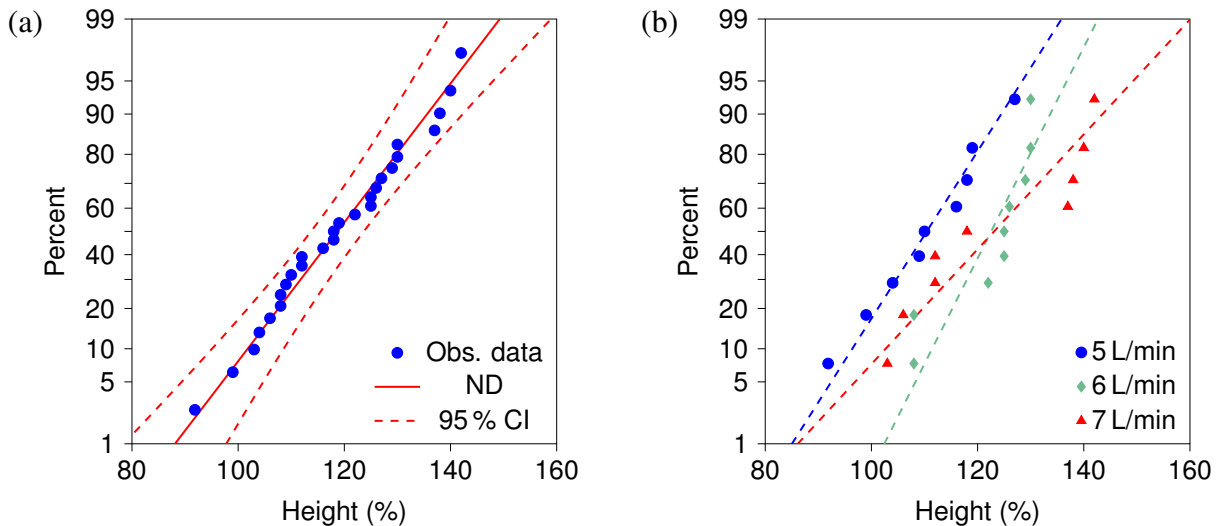 (a)
99
95
90
80
60
40
20
10
5
1
Percent
Obs. data
ND
95 % CI
80 100 120 140 160
Height (%)
(b)
99
95
90
80
60
40
20
10
5
1
Percent
5 L/min
6 L/min
7 L/min
80 100 120 140 160
Height (%)